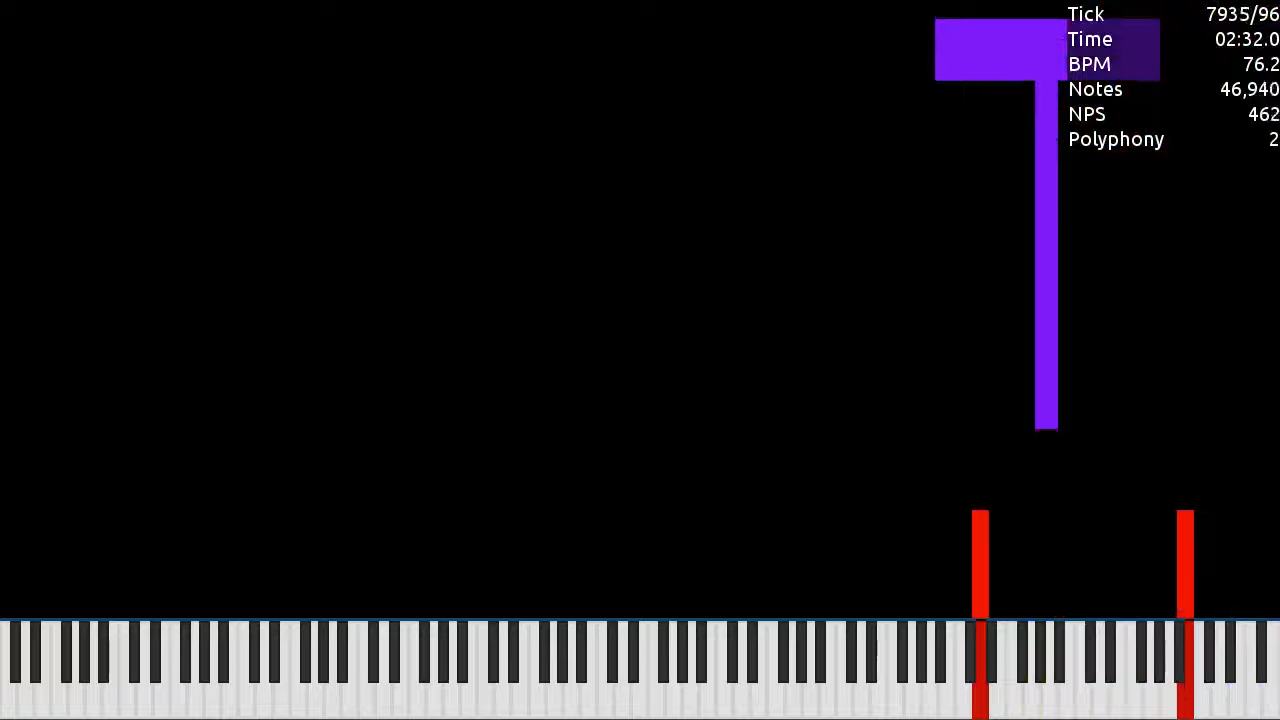 T
Tick 7935/96
Time 02:32.0
BPM 76.2
Notes 46,940
NPS 462
Polyphony 2